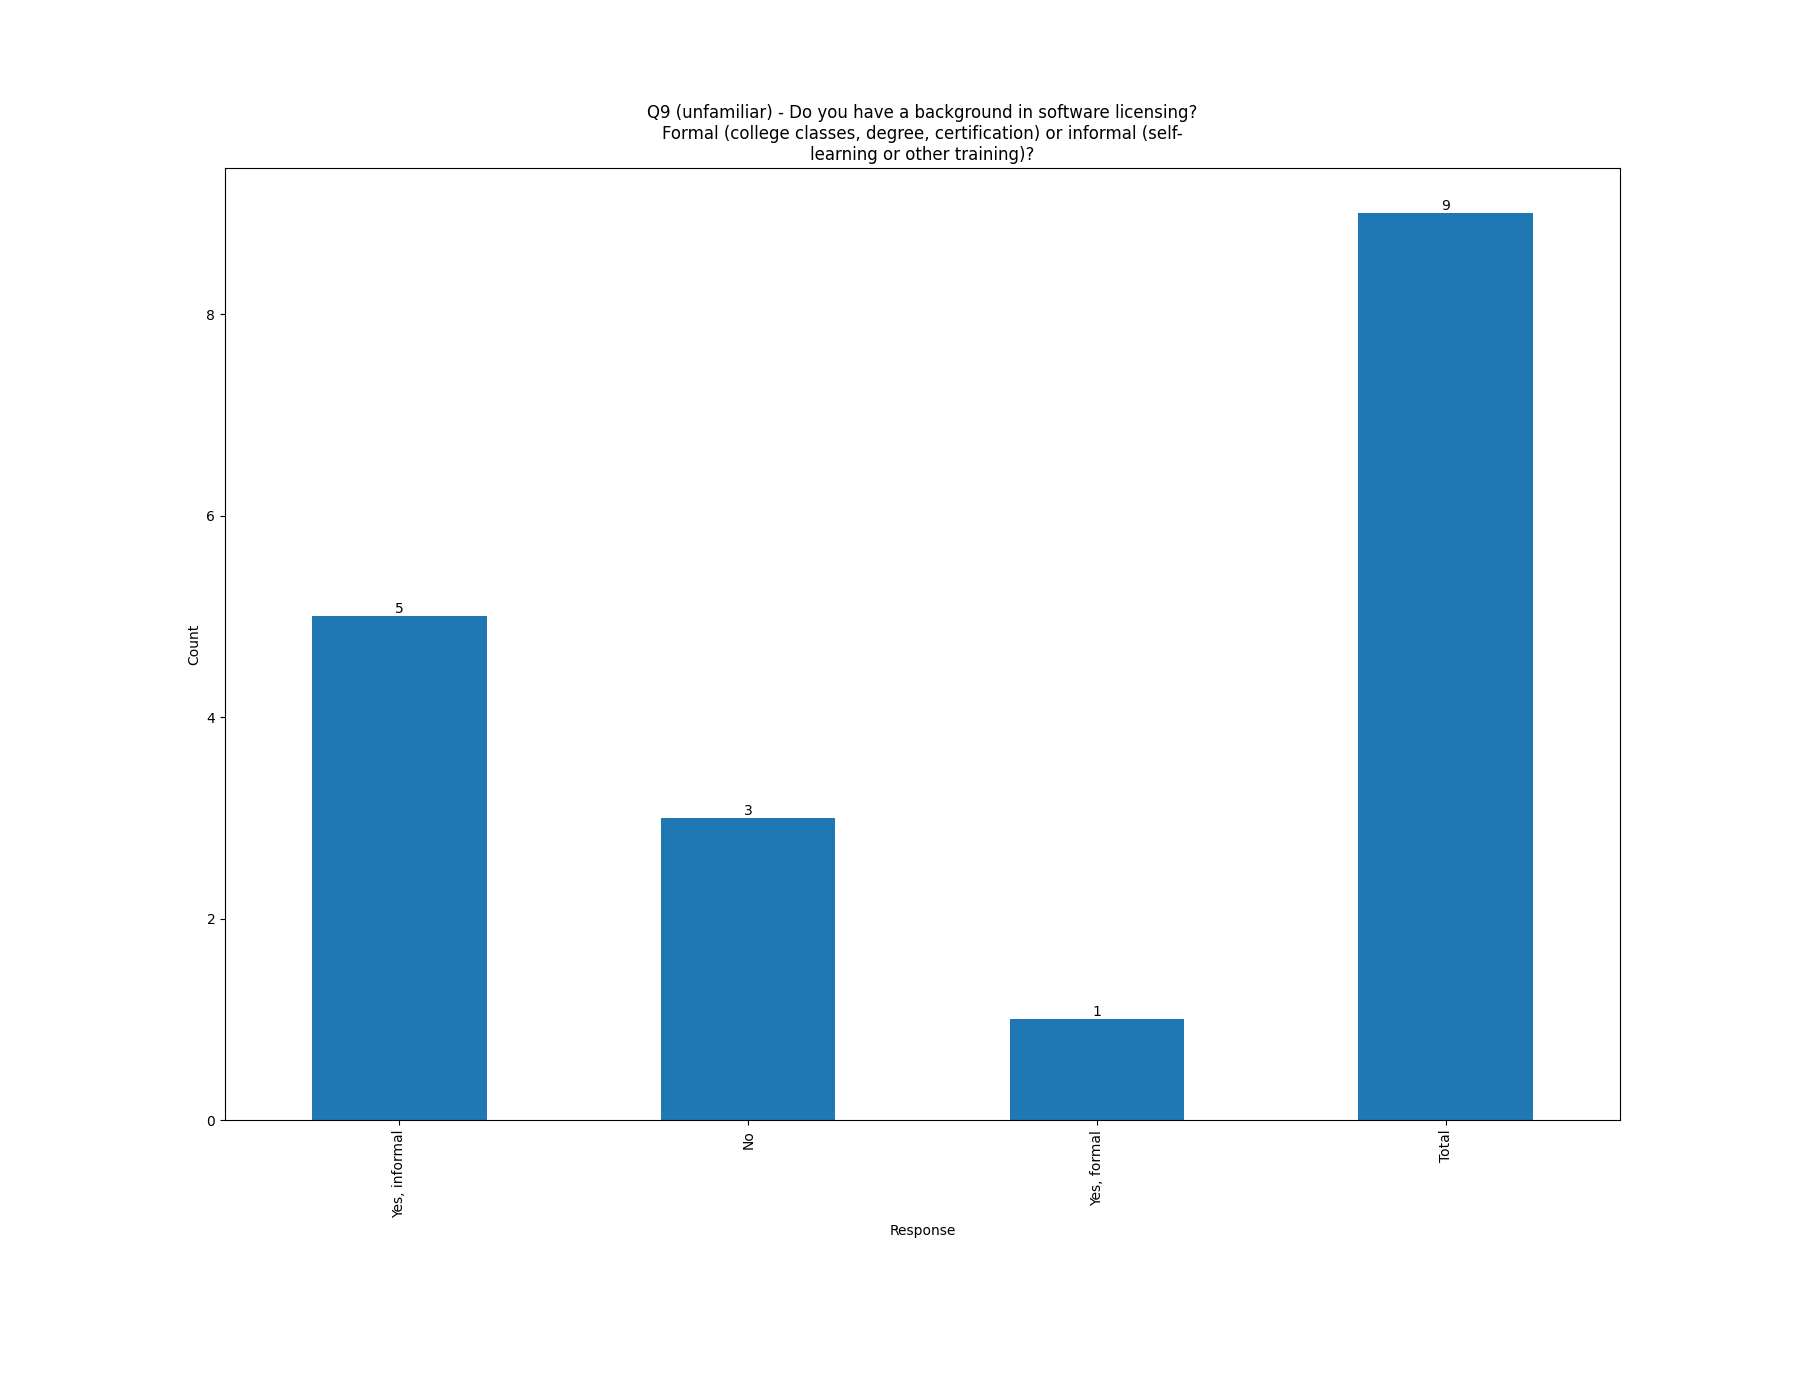 Q9 (unfamiliar) - Do you have a background in software licensing?
Formal (college classes, degree, certification) or informal (self-
learning or other training)?
9
8
6
5
Count
4
3
2
1
0
Yes, informal
No
Yes, formal
Total
Response